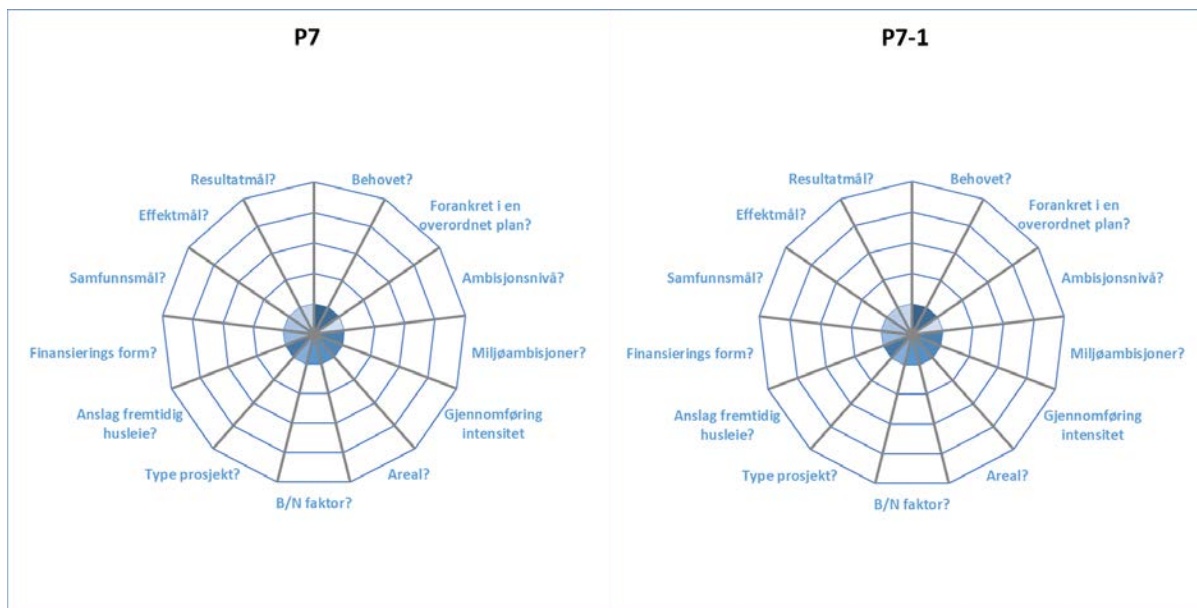 P7
Resultatmål?
Behovet?
Effektmål?
Forankret i en
overordnet plan?
Samfunnsmål?
Ambisjonsnivå?
Finansierings form?
Miljøambisjoner?
Anslag fremtidig
husleie?
Gjennomføring
intensitet
Type prosjekt?
Areal?
B/N faktor?
P7-1
Resultatmål?
Behovet?
Effektmål?
Forankret i en
overordnet plan?
Samfunnsmål?
Ambisjonsnivå?
Finansierings form?
Miljøambisjoner?
Anslag fremtidig
husleie?
Gjennomføring
intensitet
Type prosjekt?
Areal?
B/N faktor?